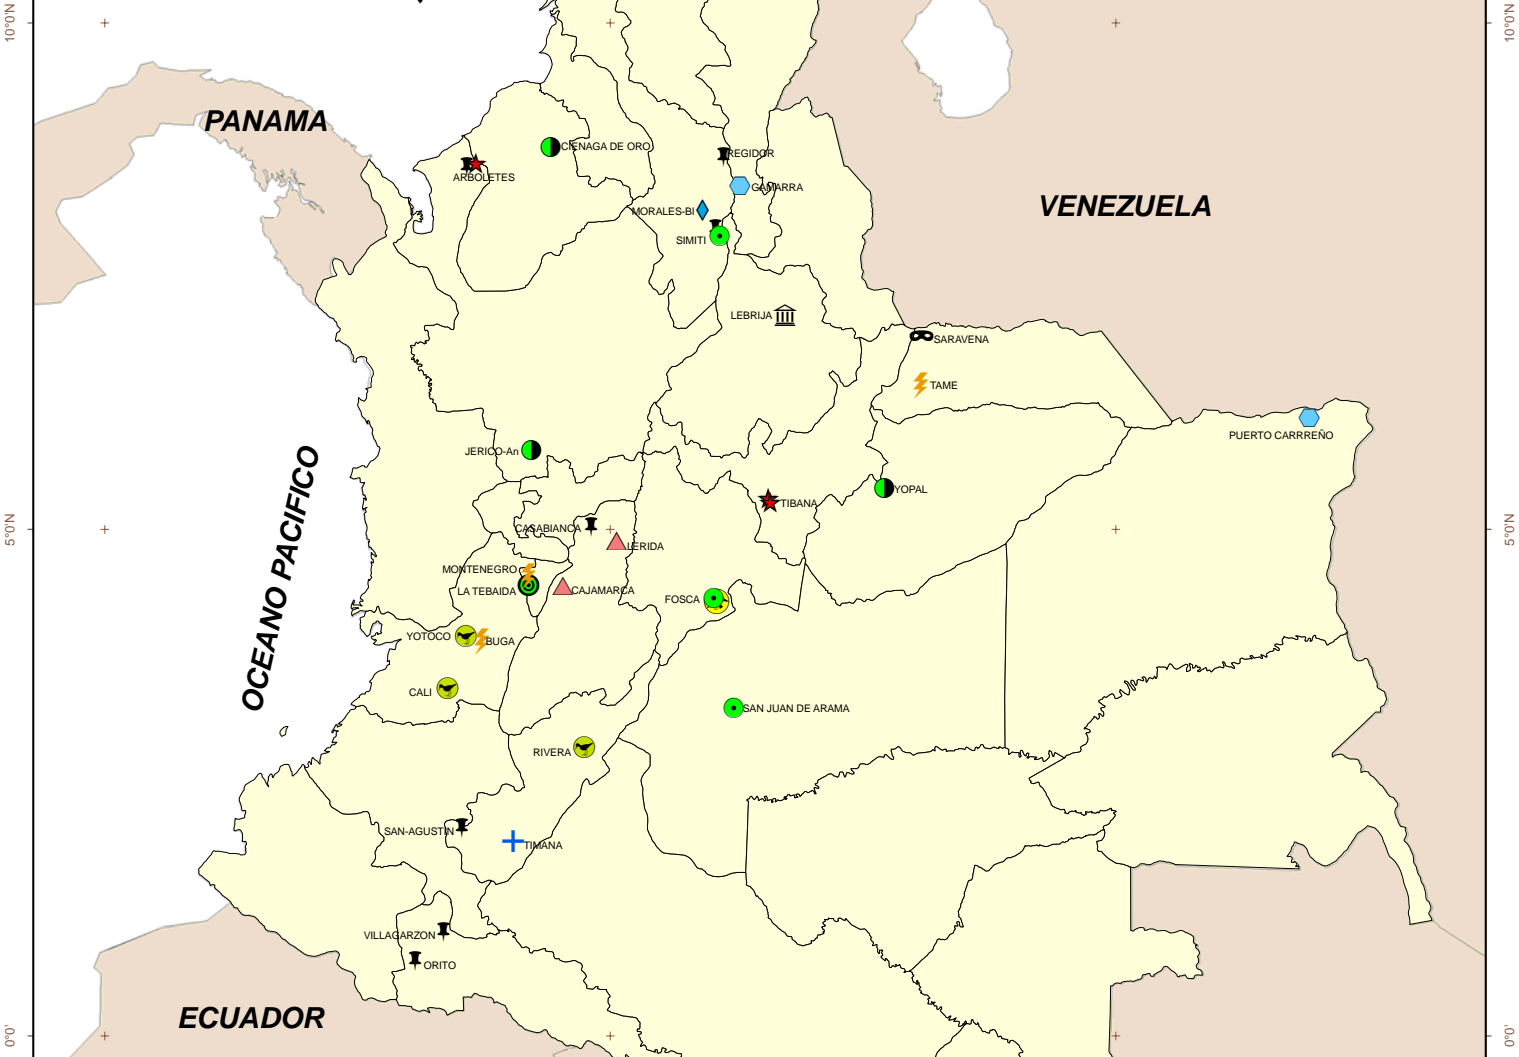 10°0'N
10°0'N
PANAMA
CIENAGA DE ORO
REGIDOR
ARBOLETES
GAMARRA
VENEZUELA
MORALES-Bl
SIMITI
LEBRIJA
SARAVENA
TAME
PUERTO CARRREÑO
JERICO-An
YOPAL
OCEANO PACIFICO
TIBANA
5°0'N
CASABIANCA
5°0'N
LERIDA
MONTENEGRO
LA TEBAIDA
CAJAMARCA
FOSCA
YOTOCO
BUGA
CALI
SAN JUAN DE ARAMA
RIVERA
SAN-AGUSTIN
TIMANA
VILLAGARZON
ORITO
ECUADOR
0°0'
0°0'